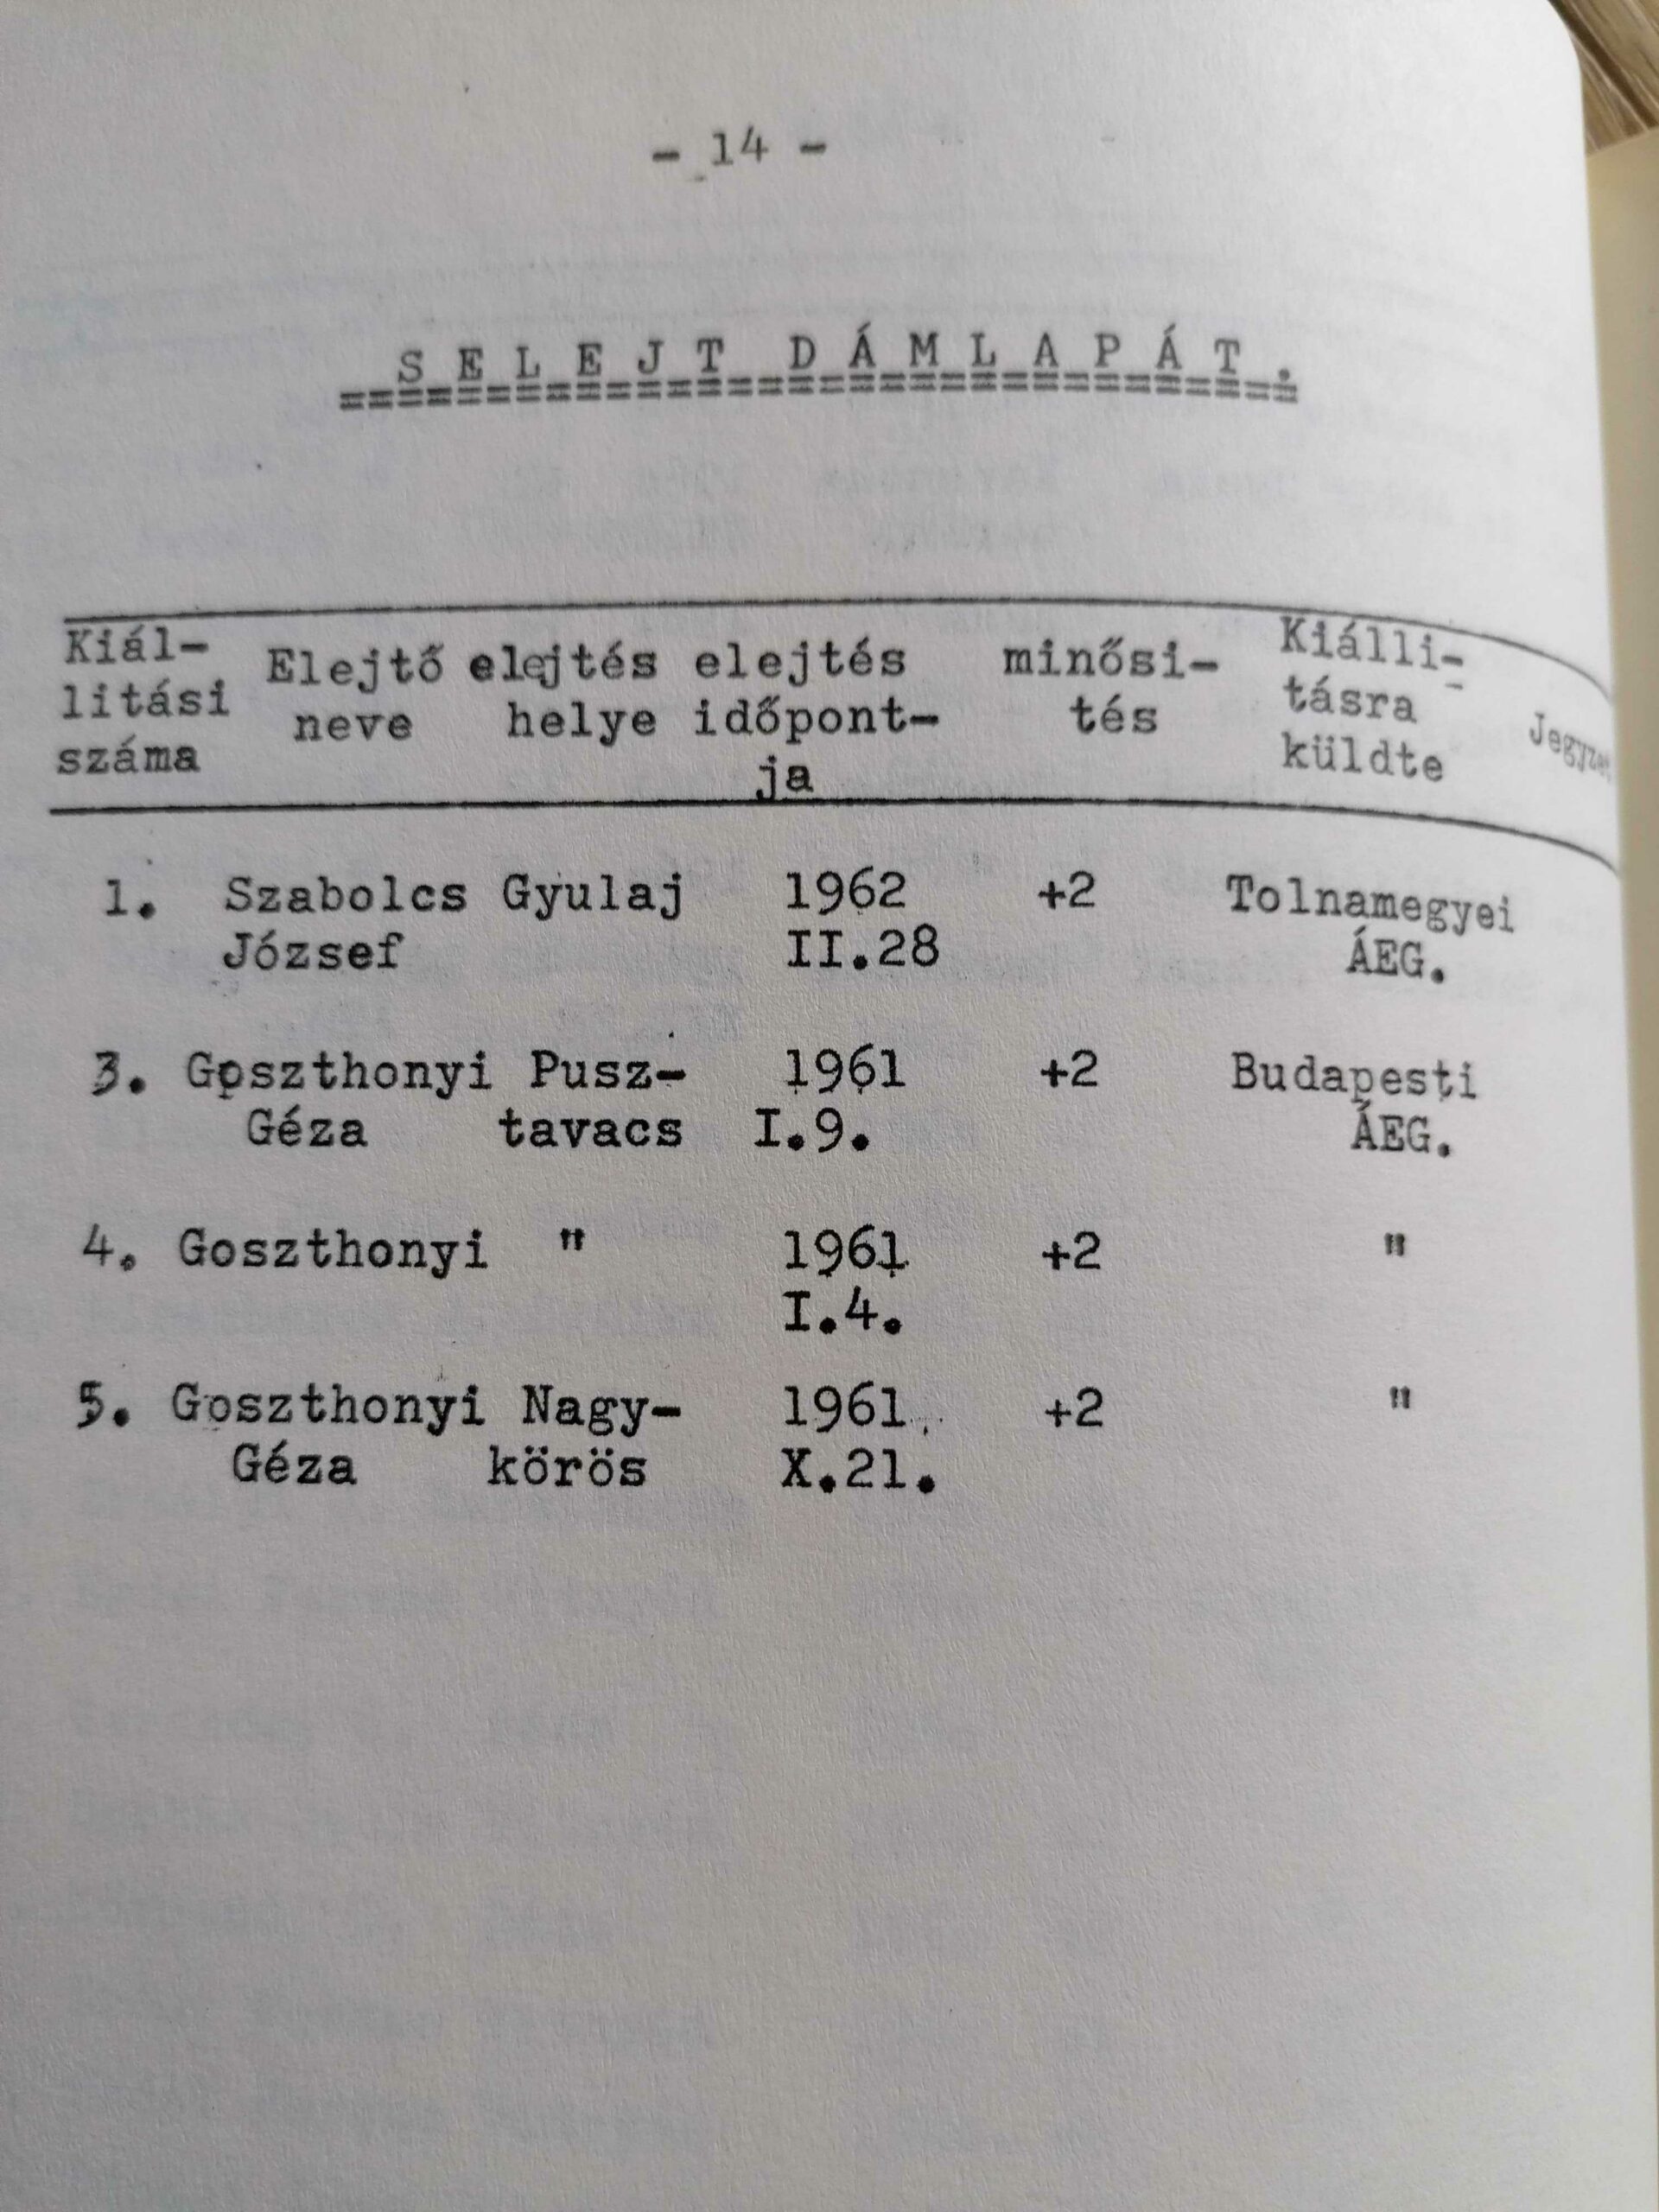 - 14 -
SELEJT DÁMLAPÁT.
Kiál- Elejtő elejtés elejtés minősi- Kiálli-
litási neve helye időpont- tés tásra
száma ja küldte
1. Szabolcs Gyulaj 1962 +2 Tolnamegyei
József II.28 ÁEG.
3. Goszthonyi Pusz- 1961 +2 Budapesti
Géza tavacs I.9. ÁEG.
4. Goszthonyi " 1961 +2 "
I.4.
5. Goszthonyi Nagy- 1961 +2 "
Géza körös X.21.